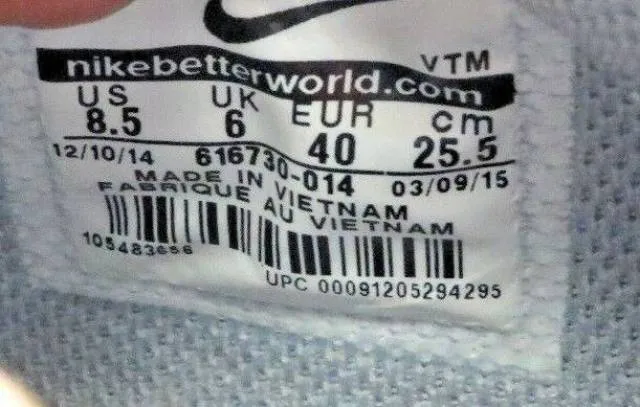 VTM
nikebetterworld.com
US UK EUR cm
8.5 6 40 25.5
12/10/14 616730-014 03/09/15
MADE IN VIETNAM
FABRIQUE AU VIETNAM
105483656
UPC 00091205294295